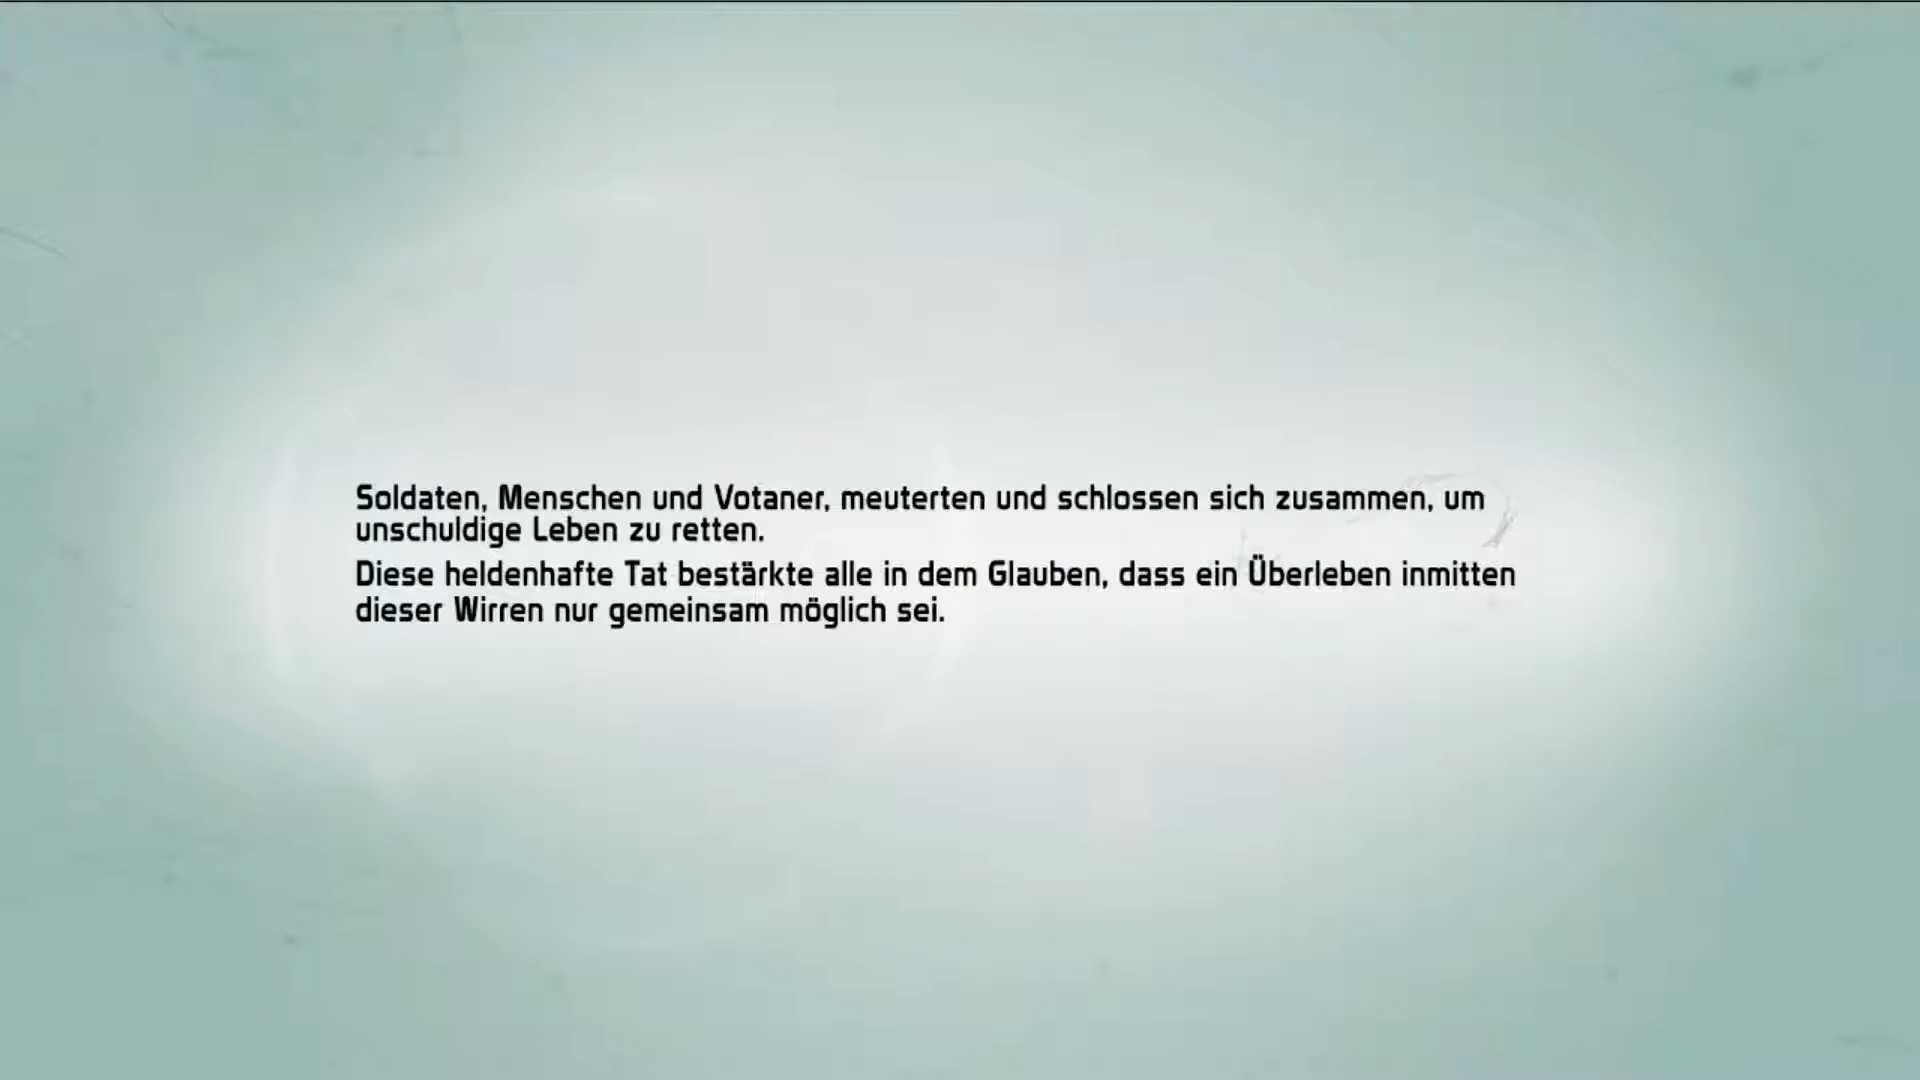 Soldaten, Menschen und Votaner, meuterten und schlossen sich zusammen, um
unschuldige Leben zu retten.
Diese heldenhafte Tat bestärkte alle in dem Glauben, dass ein Überleben inmitten
dieser Wirren nur gemeinsam möglich sei.